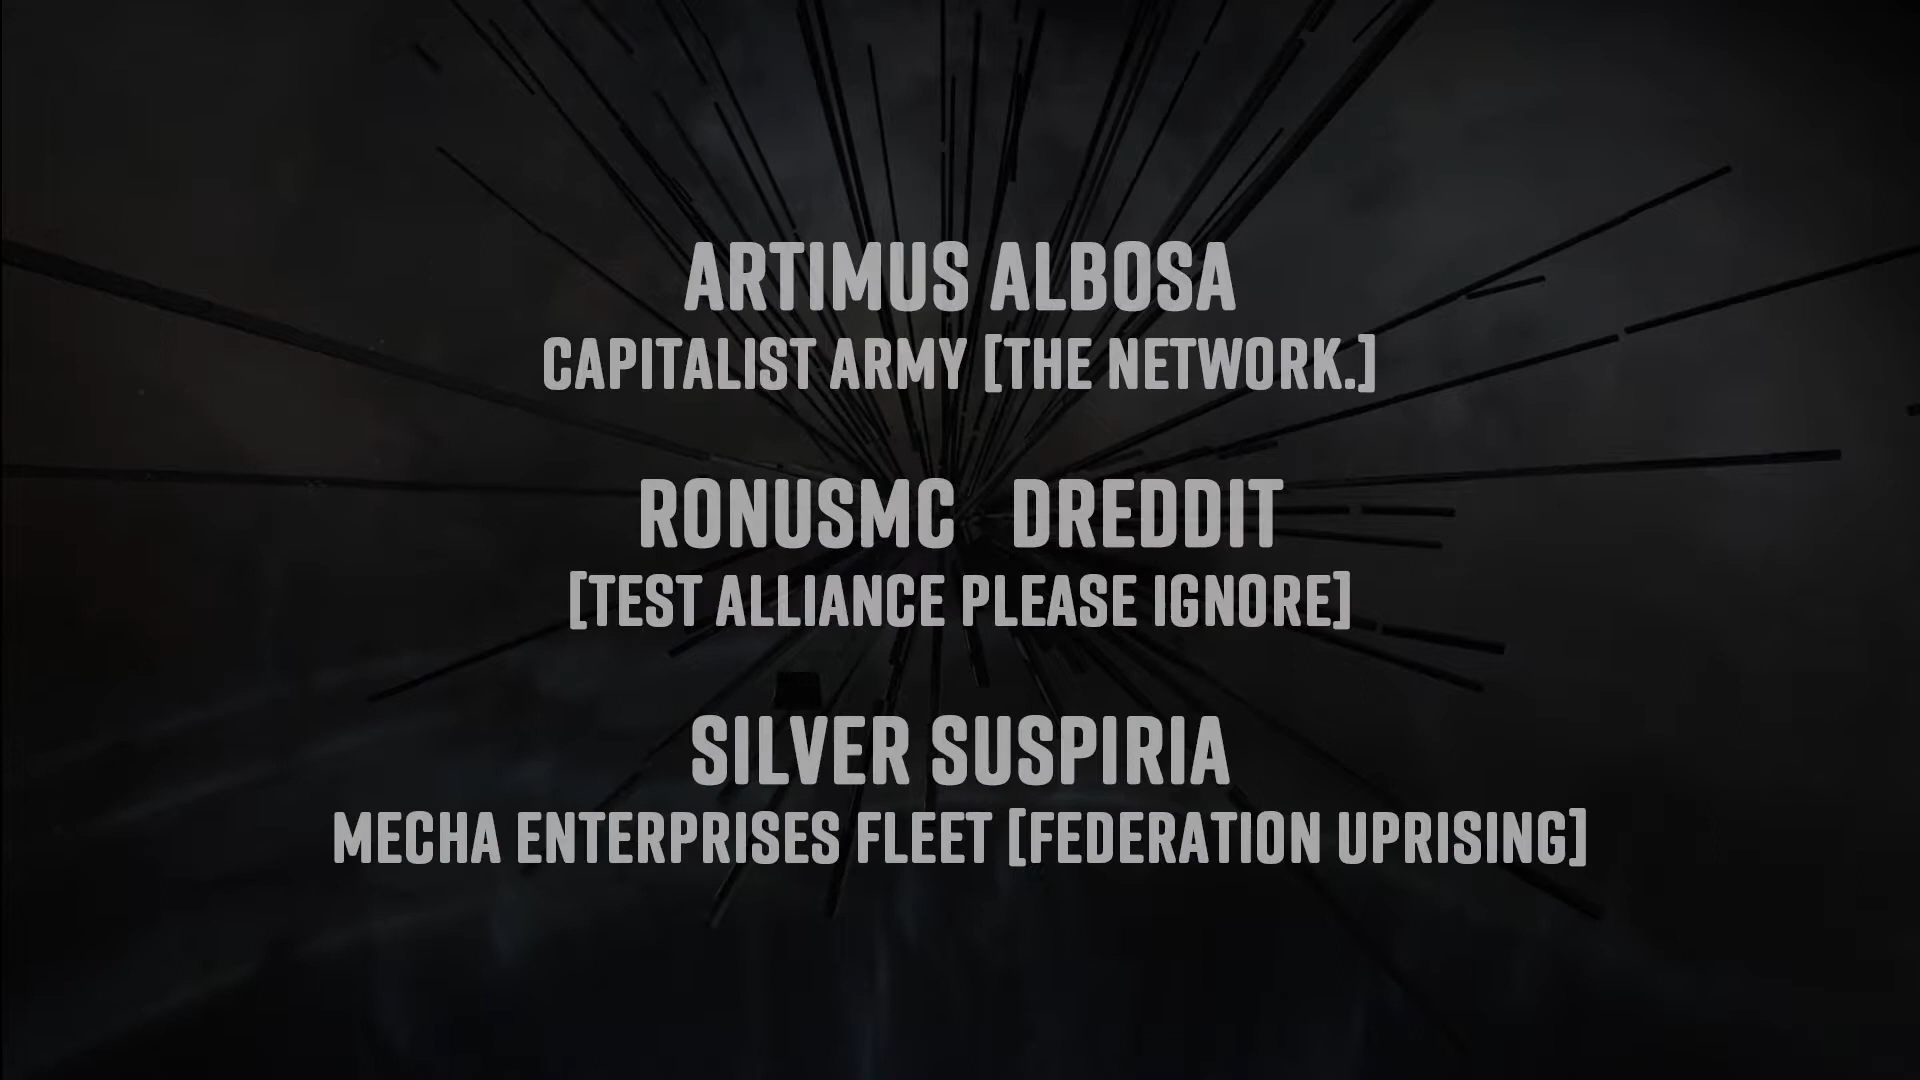 ARTIMUS ALBOSA
CAPITALIST ARMY [THE NETWORK.]
RONUSMC DREDDIT
[TEST ALLIANCE PLEASE IGNORE]
SILVER SUSPIRIA
MECHA ENTERPRISES FLEET [FEDERATION UPRISING]